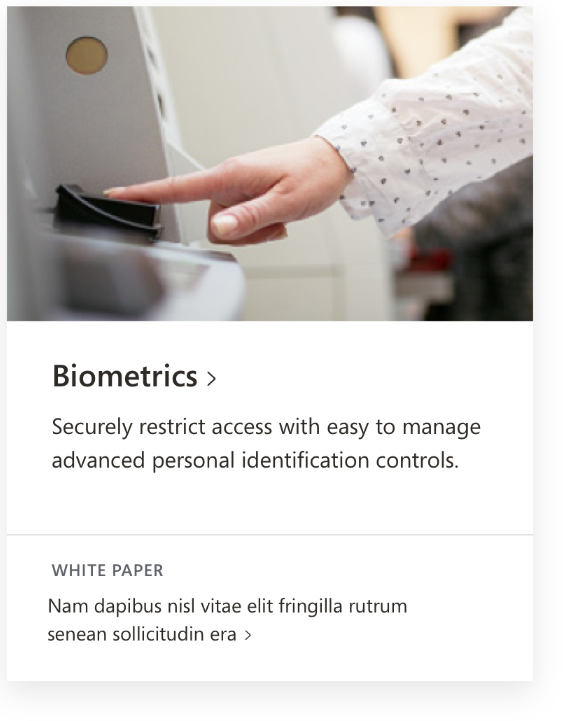 Biometrics >
Securely restrict access with easy to manage
advanced personal identification controls.
WHITE PAPER
Nam dapibus nisl vitae elit fringilla rutrum
senean sollicitudin era >